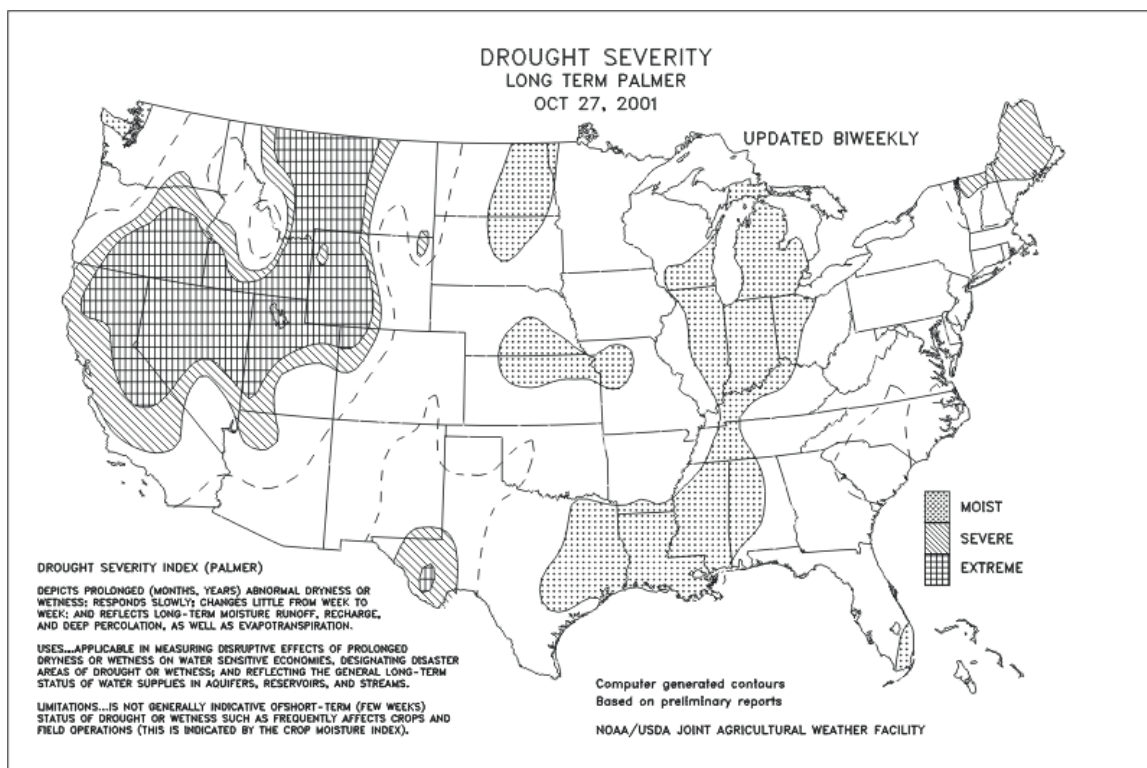 DROUGHT SEVERITY
LONG TERM PALMER
OCT 27, 2001
UPDATED BIWEEKLY
MOIST
SEVERE
EXTREME
DROUGHT SEVERITY INDEX (PALMER)
DEPICTS PROLONGED (MONTHS, YEARS) ABNORMAL DRYNESS OR
WETNESS; RESPONDS SLOWLY; CHANGES LITTLE FROM WEEK TO
WEEK; AND REFLECTS LONG-TERM MOISTURE RUNOFF, RECHARGE,
AND DEEP PERCOLATION, AS WELL AS EVAPOTRANSPIRATION.
USES...APPLICABLE IN MEASURING DISRUPTIVE EFFECTS OF PROLONGED
DRYNESS OR WETNESS ON WATER SENSITIVE ECONOMIES, DESIGNATING DISASTER
AREAS OF DROUGHT OR WETNESS; AND REFLECTING THE GENERAL LONG-TERM
STATUS OF WATER SUPPLIES IN AQUIFERS, RESERVOIRS, AND STREAMS.
LIMITATIONS...IS NOT GENERALLY INDICATIVE OFSHORT-TERM (FEW WEEKS)
STATUS OF DROUGHT OR WETNESS SUCH AS FREQUENTLY AFFECTS CROPS AND
FIELD OPERATIONS (THIS IS INDICATED BY THE CROP MOISTURE INDEX).
Computer generated contours
Based on preliminary reports
NOAA/USDA JOINT AGRICULTURAL WEATHER FACILITY